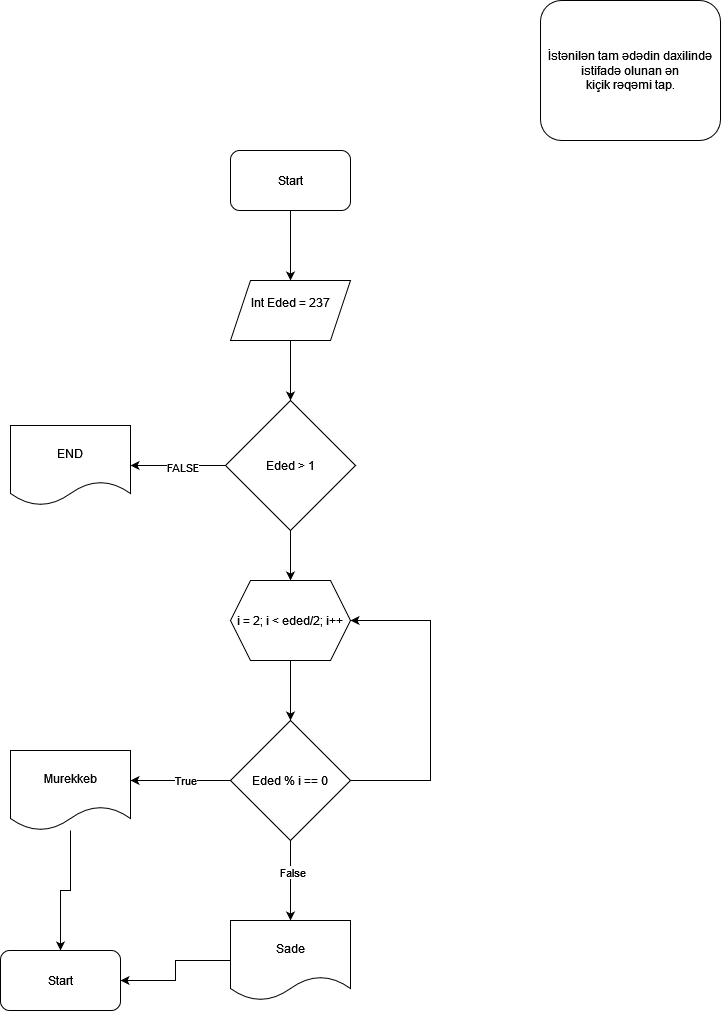 İstənilən tam ədədin daxilində
istifadə olunan ən
kiçik rəqəmi tap.
Start
Int Eded = 237
Eded > 1
FALSE
END
i = 2; i < eded/2; i++
Eded % i == 0
True
Murekkeb
False
Sade
Start